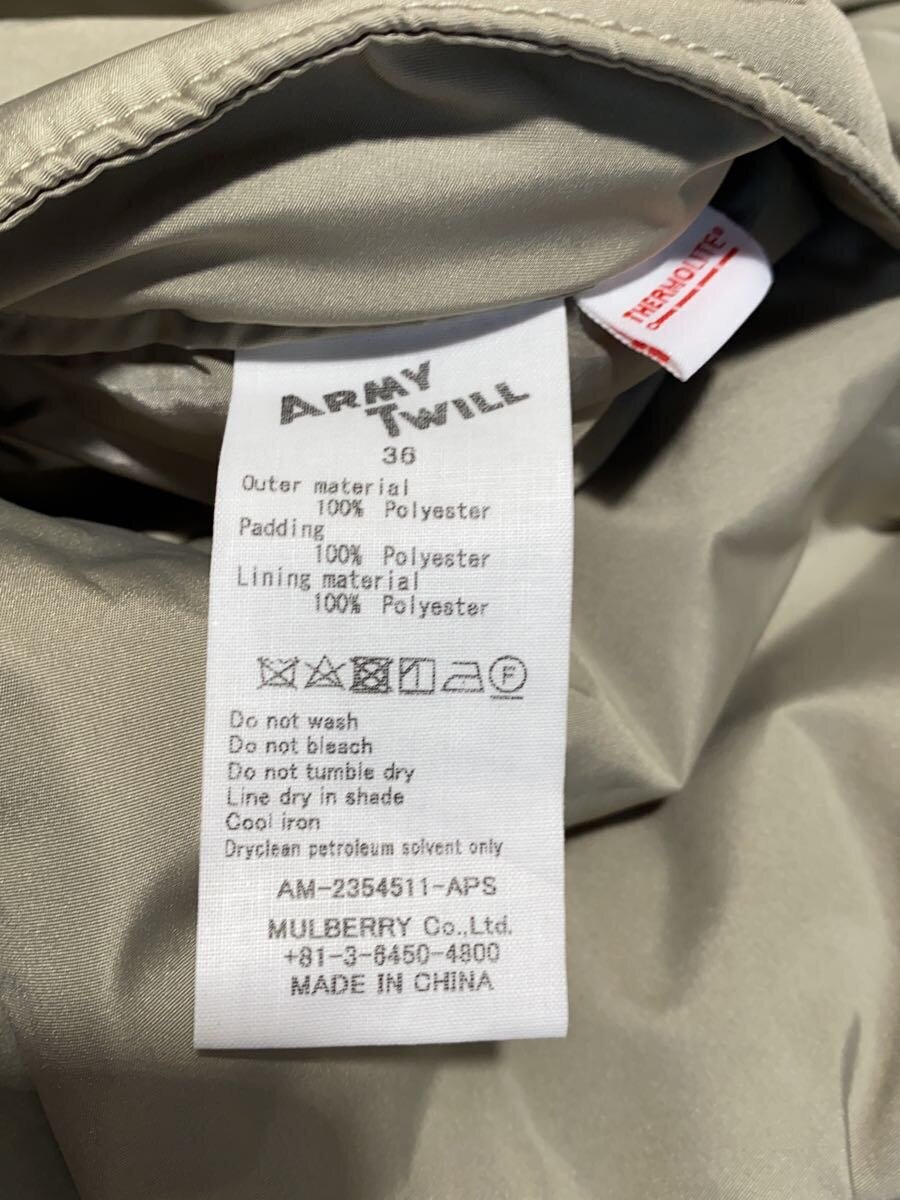 THERMOLITE®
ARMY
TWILL
36
Outer material
100% Polyester
Padding
100% Polyester
Lining material
100% Polyester
F
Do not wash
Do not bleach
Do not tumble dry
Line dry in shade
Cool iron
Dryclean petroleum solvent only
AM-2354511-APS
MULBERRY Co.,Ltd.
+81-3-6450-4800
MADE IN CHINA